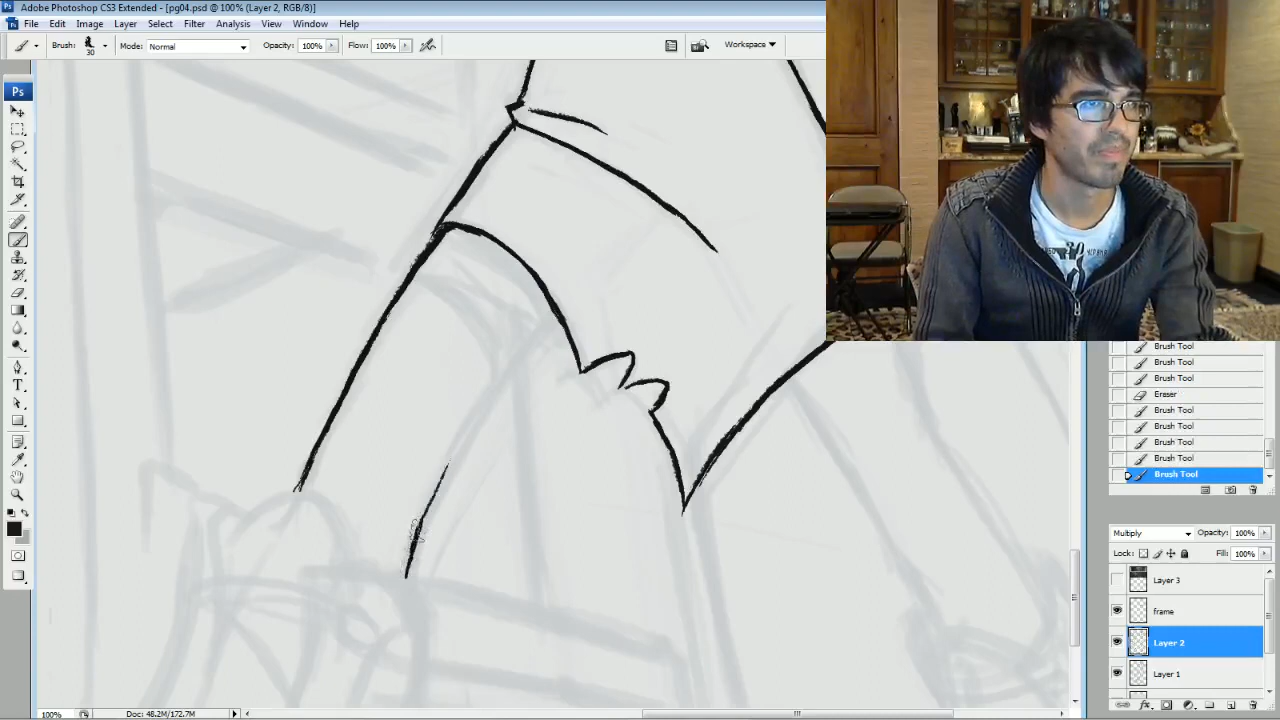 Adobe Photoshop CS3 Extended - [pg04.psd @ 100% (Layer 2, RGB/8)]
File Edit Image Layer Select Filter Analysis View Window Help
Brush: 30 Mode: Normal Opacity: 100% Flow: 100% Workspace
Ps
T
30
Brush Tool
Brush Tool
Brush Tool
Eraser
Brush Tool
Brush Tool
Brush Tool
Brush Tool
Brush Tool
Multiply Opacity: 100%
Lock: Fill: 100%
Layer 3
frame
Layer 2
Layer 1
100% Doc: 48.2M/172.7M